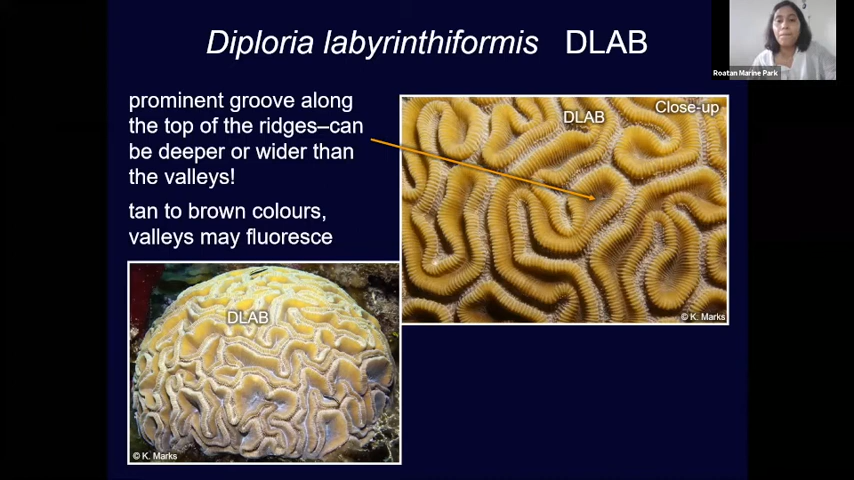 Diploria labyrinthiformis DLAB
Roatan Marine Park
prominent groove along
the top of the ridges–can
be deeper or wider than
the valleys!
tan to brown colours,
valleys may fluoresce
Close-up
DLAB
© K. Marks
DLAB
© K. Marks